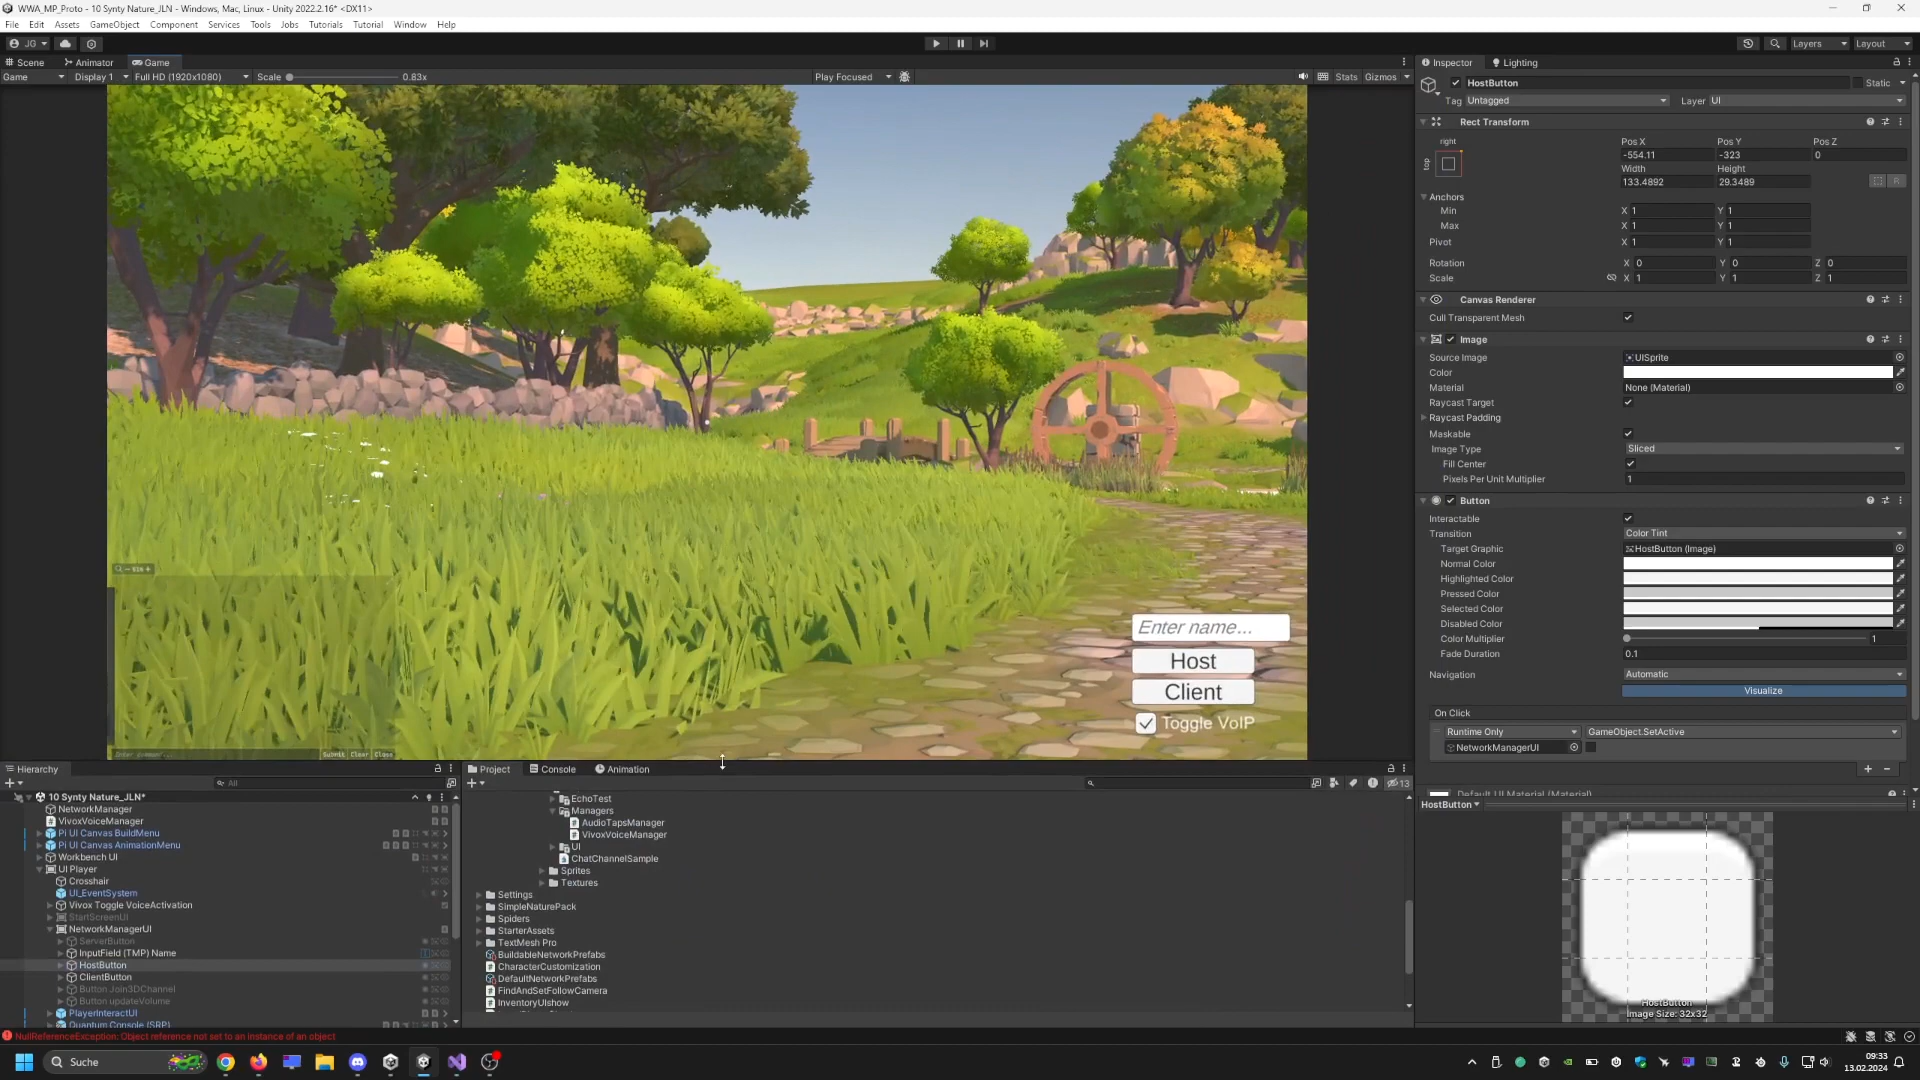 WWA_MP_Proto - 10 Synty Nature_JLN - Windows, Mac, Linux - Unity 2022.2.16* <DX11>
File Edit Assets GameObject Component Services Tools Jobs Tutorials Tutorial Window Help
JG
Layers Layout
Scene Animator Game
Game Display 1 Full HD (1920x1080) Scale 0.83x Play Focused Stats Gizmos
Enter name...
Host
Client
Toggle VoIP
Submit Clear Close
Inspector Lighting
HostButton Static
Tag Untagged Layer UI
Rect Transform
right
top
Pos X Pos Y Pos Z
-554.11 -323 0
Width Height
133.4892 29.3489
R
Anchors
Min X 1 Y 1
Max X 1 Y 1
Pivot X 1 Y 1
Rotation X 0 Y 0 Z 0
Scale X 1 Y 1 Z 1
Canvas Renderer
Cull Transparent Mesh
Image
Source Image UISprite
Color
Material None (Material)
Raycast Target
Raycast Padding
Maskable
Image Type Sliced
Fill Center
Pixels Per Unit Multiplier 1
Button
Interactable
Transition Color Tint
Target Graphic HostButton (Image)
Normal Color
Highlighted Color
Pressed Color
Selected Color
Disabled Color
Color Multiplier 1
Fade Duration 0.1
Navigation Automatic
Visualize
On Click
Runtime Only GameObject.SetActive
NetworkManagerUI
Default UI Material (Material)
HostButton
HostButton
Image Size: 32x32
Hierarchy
All
10 Synty Nature_JLN*
NetworkManager
VivoxVoiceManager
Pi UI Canvas BuildMenu
Pi UI Canvas AnimationMenu
Workbench UI
UI Player
Crosshair
UI_EventSystem
Vivox Toggle VoiceActivation
StartScreenUI
NetworkManagerUI
ServerButton
InputField (TMP) Name
HostButton
ClientButton
Button Join3DChannel
Button updateVolume
PlayerInteractUI
Quantum Console (SRP)
Project Console Animation
13
EchoTest
Managers
AudioTapsManager
VivoxVoiceManager
UI
ChatChannelSample
Sprites
Textures
Settings
SimpleNaturePack
Spiders
StarterAssets
TextMesh Pro
BuildableNetworkPrefabs
CharacterCustomization
DefaultNetworkPrefabs
FindAndSetFollowCamera
InventoryUIshow
NullReferenceException: Object reference not set to an instance of an object
Suche
09:33
13.02.2024